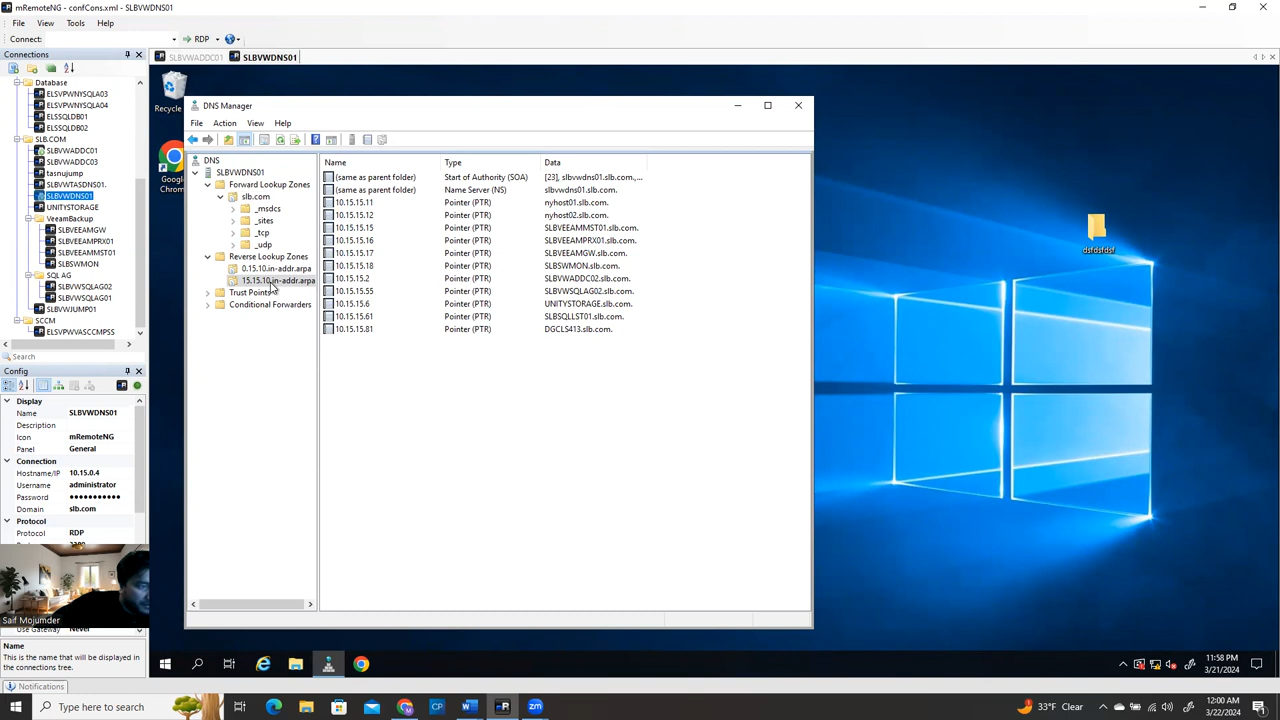 mRemoteNG - confCons.xml - SLBVWDNS01
File View Tools Help
Connect: RDP
Connections
SLBVWADDC01 SLBVWDNS01
Database
ELSVPWNYSQLA03
ELSVPWNYSQLA04
ELSSQLDB01
ELSSQLDB02
SLB.COM
SLBVWADDC01
SLBVWADDC03
tasnvjump
SLBVWTASDNS01.
SLBVWDNS01
UNITYSTORAGE
VeeamBackup
SLBVEEAMGW
SLBVEEAMPRX01
SLBVEEAMMST01
SLBSWMON
SQL AG
SLBVWSQLAG02
SLBVWSQLAG01
SLBVWJUMP01
SCCM
ELSVPWVASCCMPSS
Search
Config
Display
Name SLBVWDNS01
Description
Icon mRemoteNG
Panel General
Connection
Hostname/IP 10.15.0.4
Username administrator
Password ●●●●●●●●●●●
Domain slb.com
Protocol
Protocol RDP
Saif Mojumder
Use Gateway Never
Name
This is the name that will be displayed in
the connections tree.
Notifications
Recycle
Google
Chrom
DNS Manager
File Action View Help
DNS
SLBVWDNS01
Forward Lookup Zones
slb.com
_msdcs
_sites
_tcp
_udp
Reverse Lookup Zones
0.15.10.in-addr.arpa
15.15.10.in-addr.arpa
Trust Points
Conditional Forwarders
Name Type Data
(same as parent folder) Start of Authority (SOA) [23], slbvwdns01.slb.com., ...
(same as parent folder) Name Server (NS) slbvwdns01.slb.com.
10.15.15.11 Pointer (PTR) nyhost01.slb.com.
10.15.15.12 Pointer (PTR) nyhost02.slb.com.
10.15.15.15 Pointer (PTR) SLBVEEAMMST01.slb.com.
10.15.15.16 Pointer (PTR) SLBVEEAMPRX01.slb.com.
10.15.15.17 Pointer (PTR) SLBVEEAMGW.slb.com.
10.15.15.18 Pointer (PTR) SLBSWMON.slb.com.
10.15.15.2 Pointer (PTR) SLBVWADDC02.slb.com.
10.15.15.55 Pointer (PTR) SLBVWSQLAG02.slb.com.
10.15.15.6 Pointer (PTR) UNITYSTORAGE.slb.com.
10.15.15.61 Pointer (PTR) SLBSQLLST01.slb.com.
10.15.15.81 Pointer (PTR) DGCLS413.slb.com.
dsfdsfdsf
11:58 PM
3/21/2024
Type here to search
33°F Clear
12:00 AM
3/22/2024